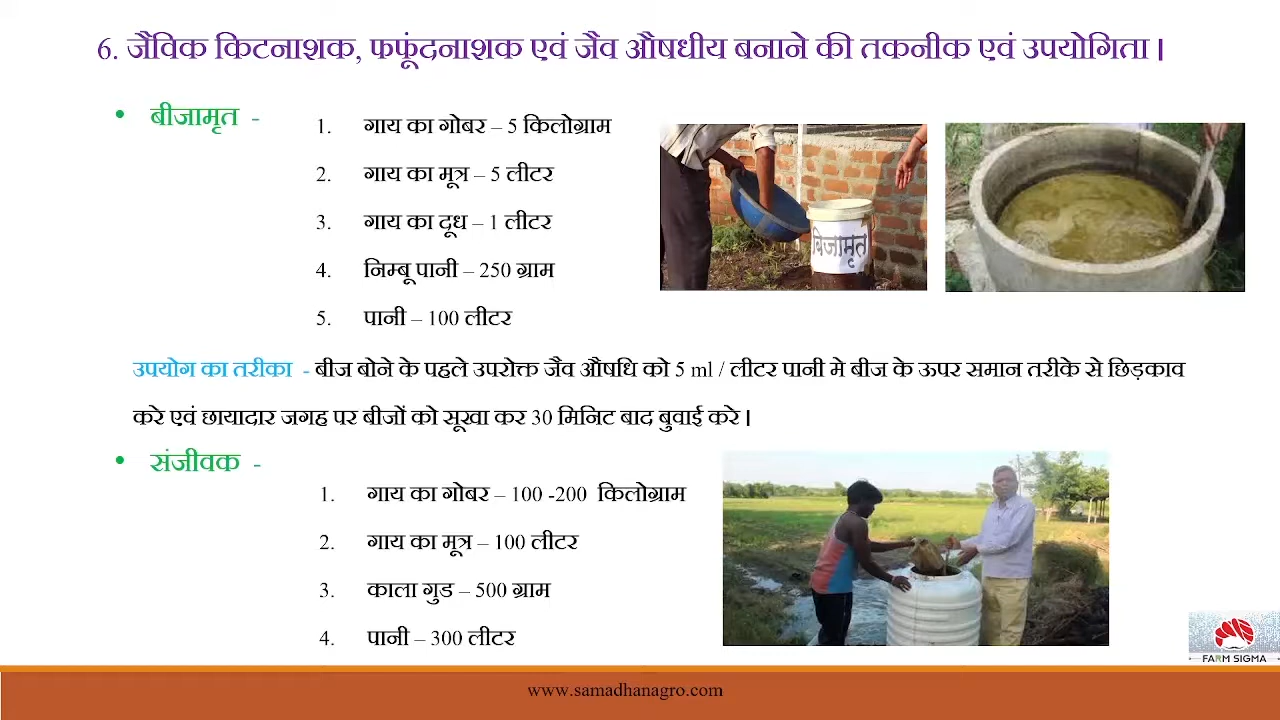 6. जैविक किटनाशक, फफूंदनाशक एवं जैव औषधीय बनाने की तकनीक एवं उपयोगिता।
• बीजामृत -
1. गाय का गोबर – 5 किलोग्राम
2. गाय का मूत्र – 5 लीटर
3. गाय का दूध – 1 लीटर
4. निम्बू पानी – 250 ग्राम
5. पानी – 100 लीटर
बिजामृत
उपयोग का तरीका - बीज बोने के पहले उपरोक्त जैव औषधि को 5 ml / लीटर पानी मे बीज के ऊपर समान तरीके से छिड़काव
करे एवं छायादार जगह पर बीजों को सूखा कर 30 मिनिट बाद बुवाई करे।
• संजीवक -
1. गाय का गोबर – 100 -200 किलोग्राम
2. गाय का मूत्र – 100 लीटर
3. काला गुड – 500 ग्राम
4. पानी – 300 लीटर
FARM SIGMA
www.samadhanagro.com